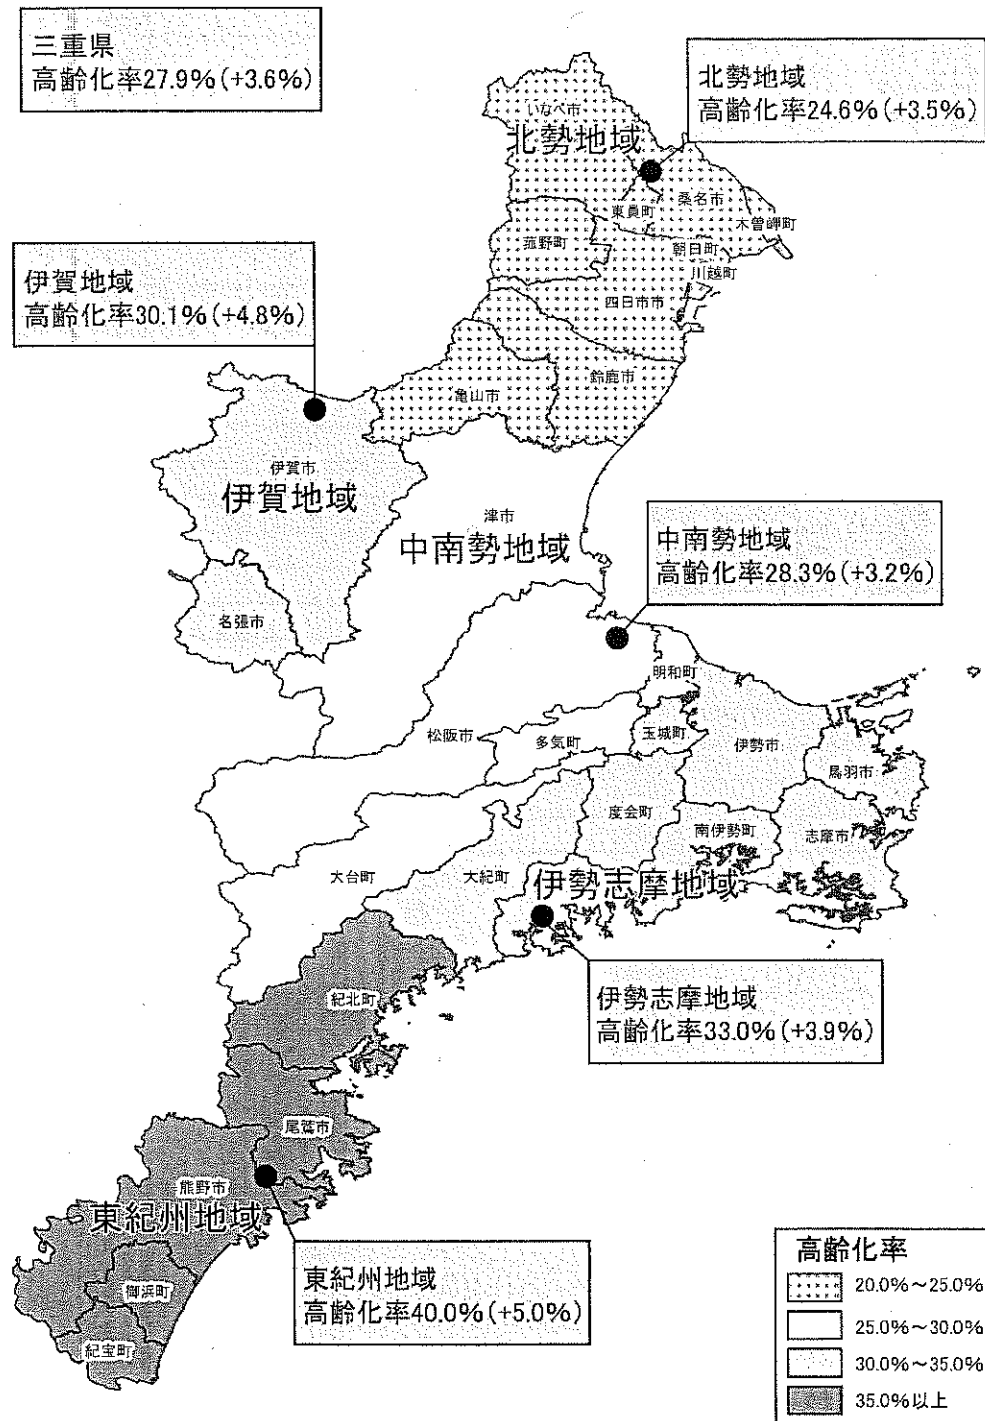 三重県
高齢化率27.9%(+3.6%)
北勢地域
高齢化率24.6%(+3.5%)
いなべ市
北勢地域
桑名市
東員町
木曽岬町
菰野町
朝日町
川越町
四日市市
伊賀地域
高齢化率30.1%(+4.8%)
鈴鹿市
亀山市
伊賀市
伊賀地域
津市
中南勢地域
中南勢地域
高齢化率28.3%(+3.2%)
名張市
明和町
松阪市
多気町
玉城町
伊勢市
鳥羽市
度会町
南伊勢町
志摩市
大台町
大紀町
伊勢志摩地域
伊勢志摩地域
高齢化率33.0%(+3.9%)
紀北町
尾鷲市
熊野市
東紀州地域
東紀州地域
高齢化率40.0%(+5.0%)
御浜町
紀宝町
高齢化率
20.0%～25.0%
25.0%～30.0%
30.0%～35.0%
35.0%以上